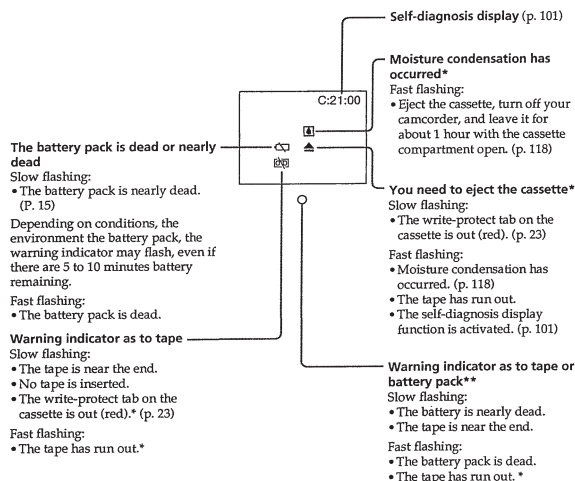 Self-diagnosis display (p. 101)
Moisture condensation has
occurred*
Fast flashing:
• Eject the cassette, turn off your
camcorder, and leave it for
about 1 hour with the cassette
compartment open. (p. 118)
C:21:00
The battery pack is dead or nearly
dead
Slow flashing:
• The battery pack is nearly dead.
(P. 15)
Depending on conditions, the
environment the battery pack, the
warning indicator may flash, even if
there are 5 to 10 minutes battery
remaining.
Fast flashing:
• The battery pack is dead.
You need to eject the cassette*
Slow flashing:
• The write-protect tab on the
cassette is out (red). (p. 23)
Fast flashing:
• Moisture condensation has
occurred. (p. 118)
• The tape has run out.
• The self-diagnosis display
function is activated. (p. 101)
Warning indicator as to tape
Slow flashing:
• The tape is near the end.
• No tape is inserted.
• The write-protect tab on the
cassette is out (red).* (p. 23)
Fast flashing:
• The tape has run out.*
Warning indicator as to tape or
battery pack**
Slow flashing:
• The battery is nearly dead.
• The tape is near the end.
Fast flashing:
• The battery pack is dead.
• The tape has run out. *